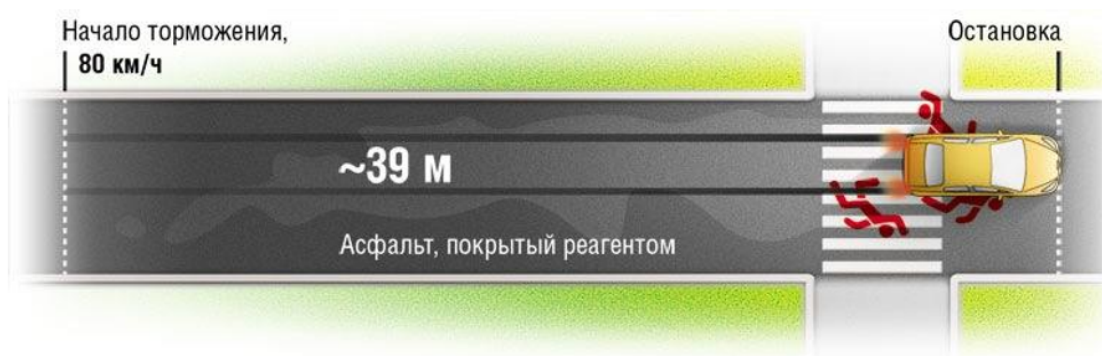 Начало торможения,
80 км/ч
Остановка
~39 м
Асфальт, покрытый реагентом